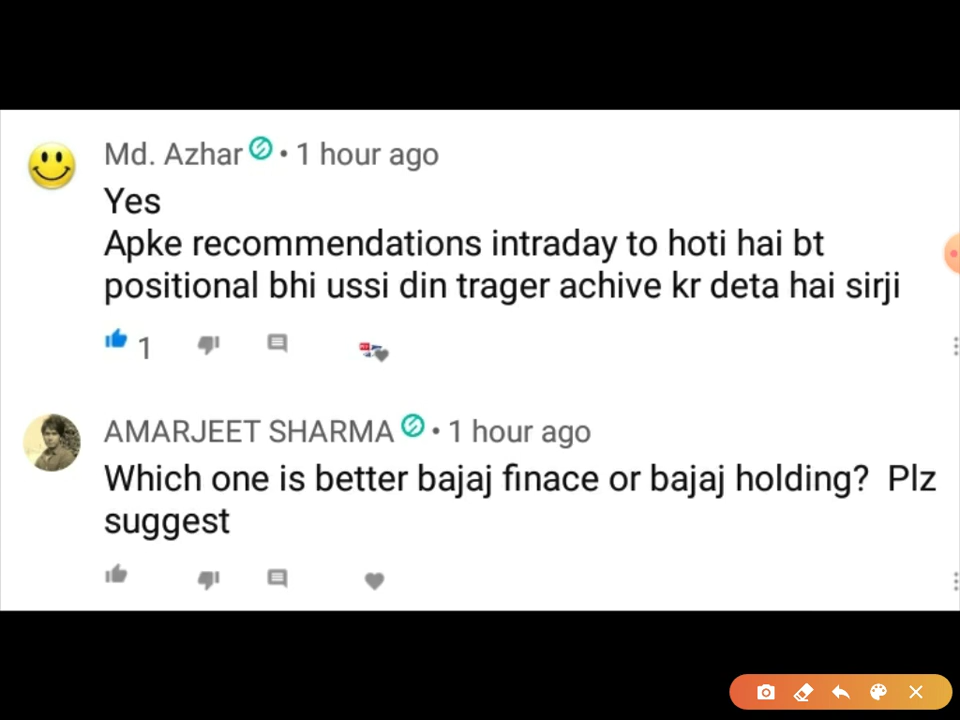 Md. Azhar • 1 hour ago
Yes
Apke recommendations intraday to hoti hai bt
positional bhi ussi din trager achive kr deta hai sirji
1
AMARJEET SHARMA • 1 hour ago
Which one is better bajaj finace or bajaj holding? Plz
suggest